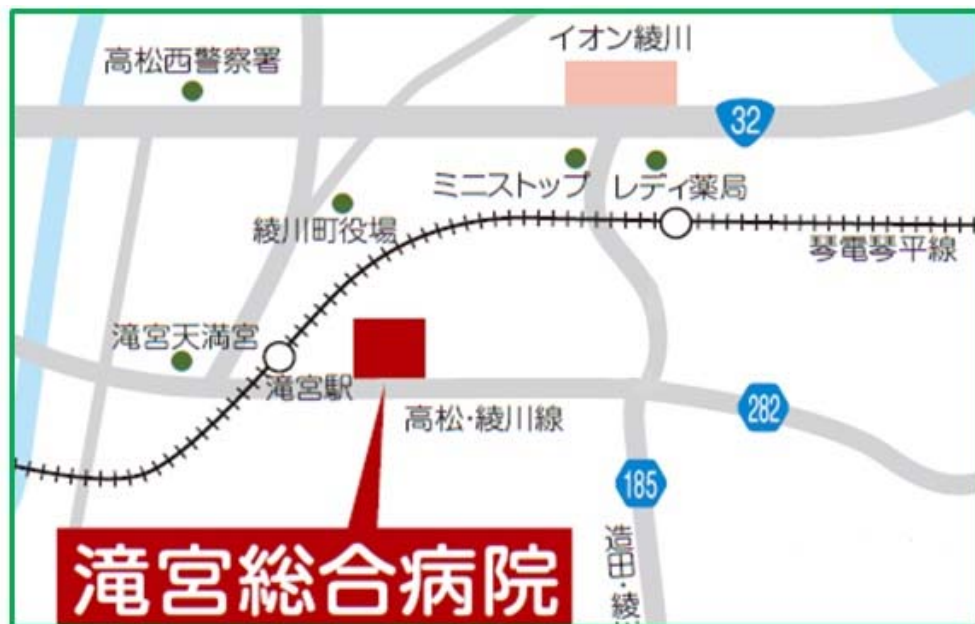 イオン綾川
高松西警察署
32
ミニストップ
レディ薬局
綾川町役場
琴電琴平線
滝宮天満宮
滝宮駅
高松・綾川線
282
185
造田・綾川
滝宮総合病院